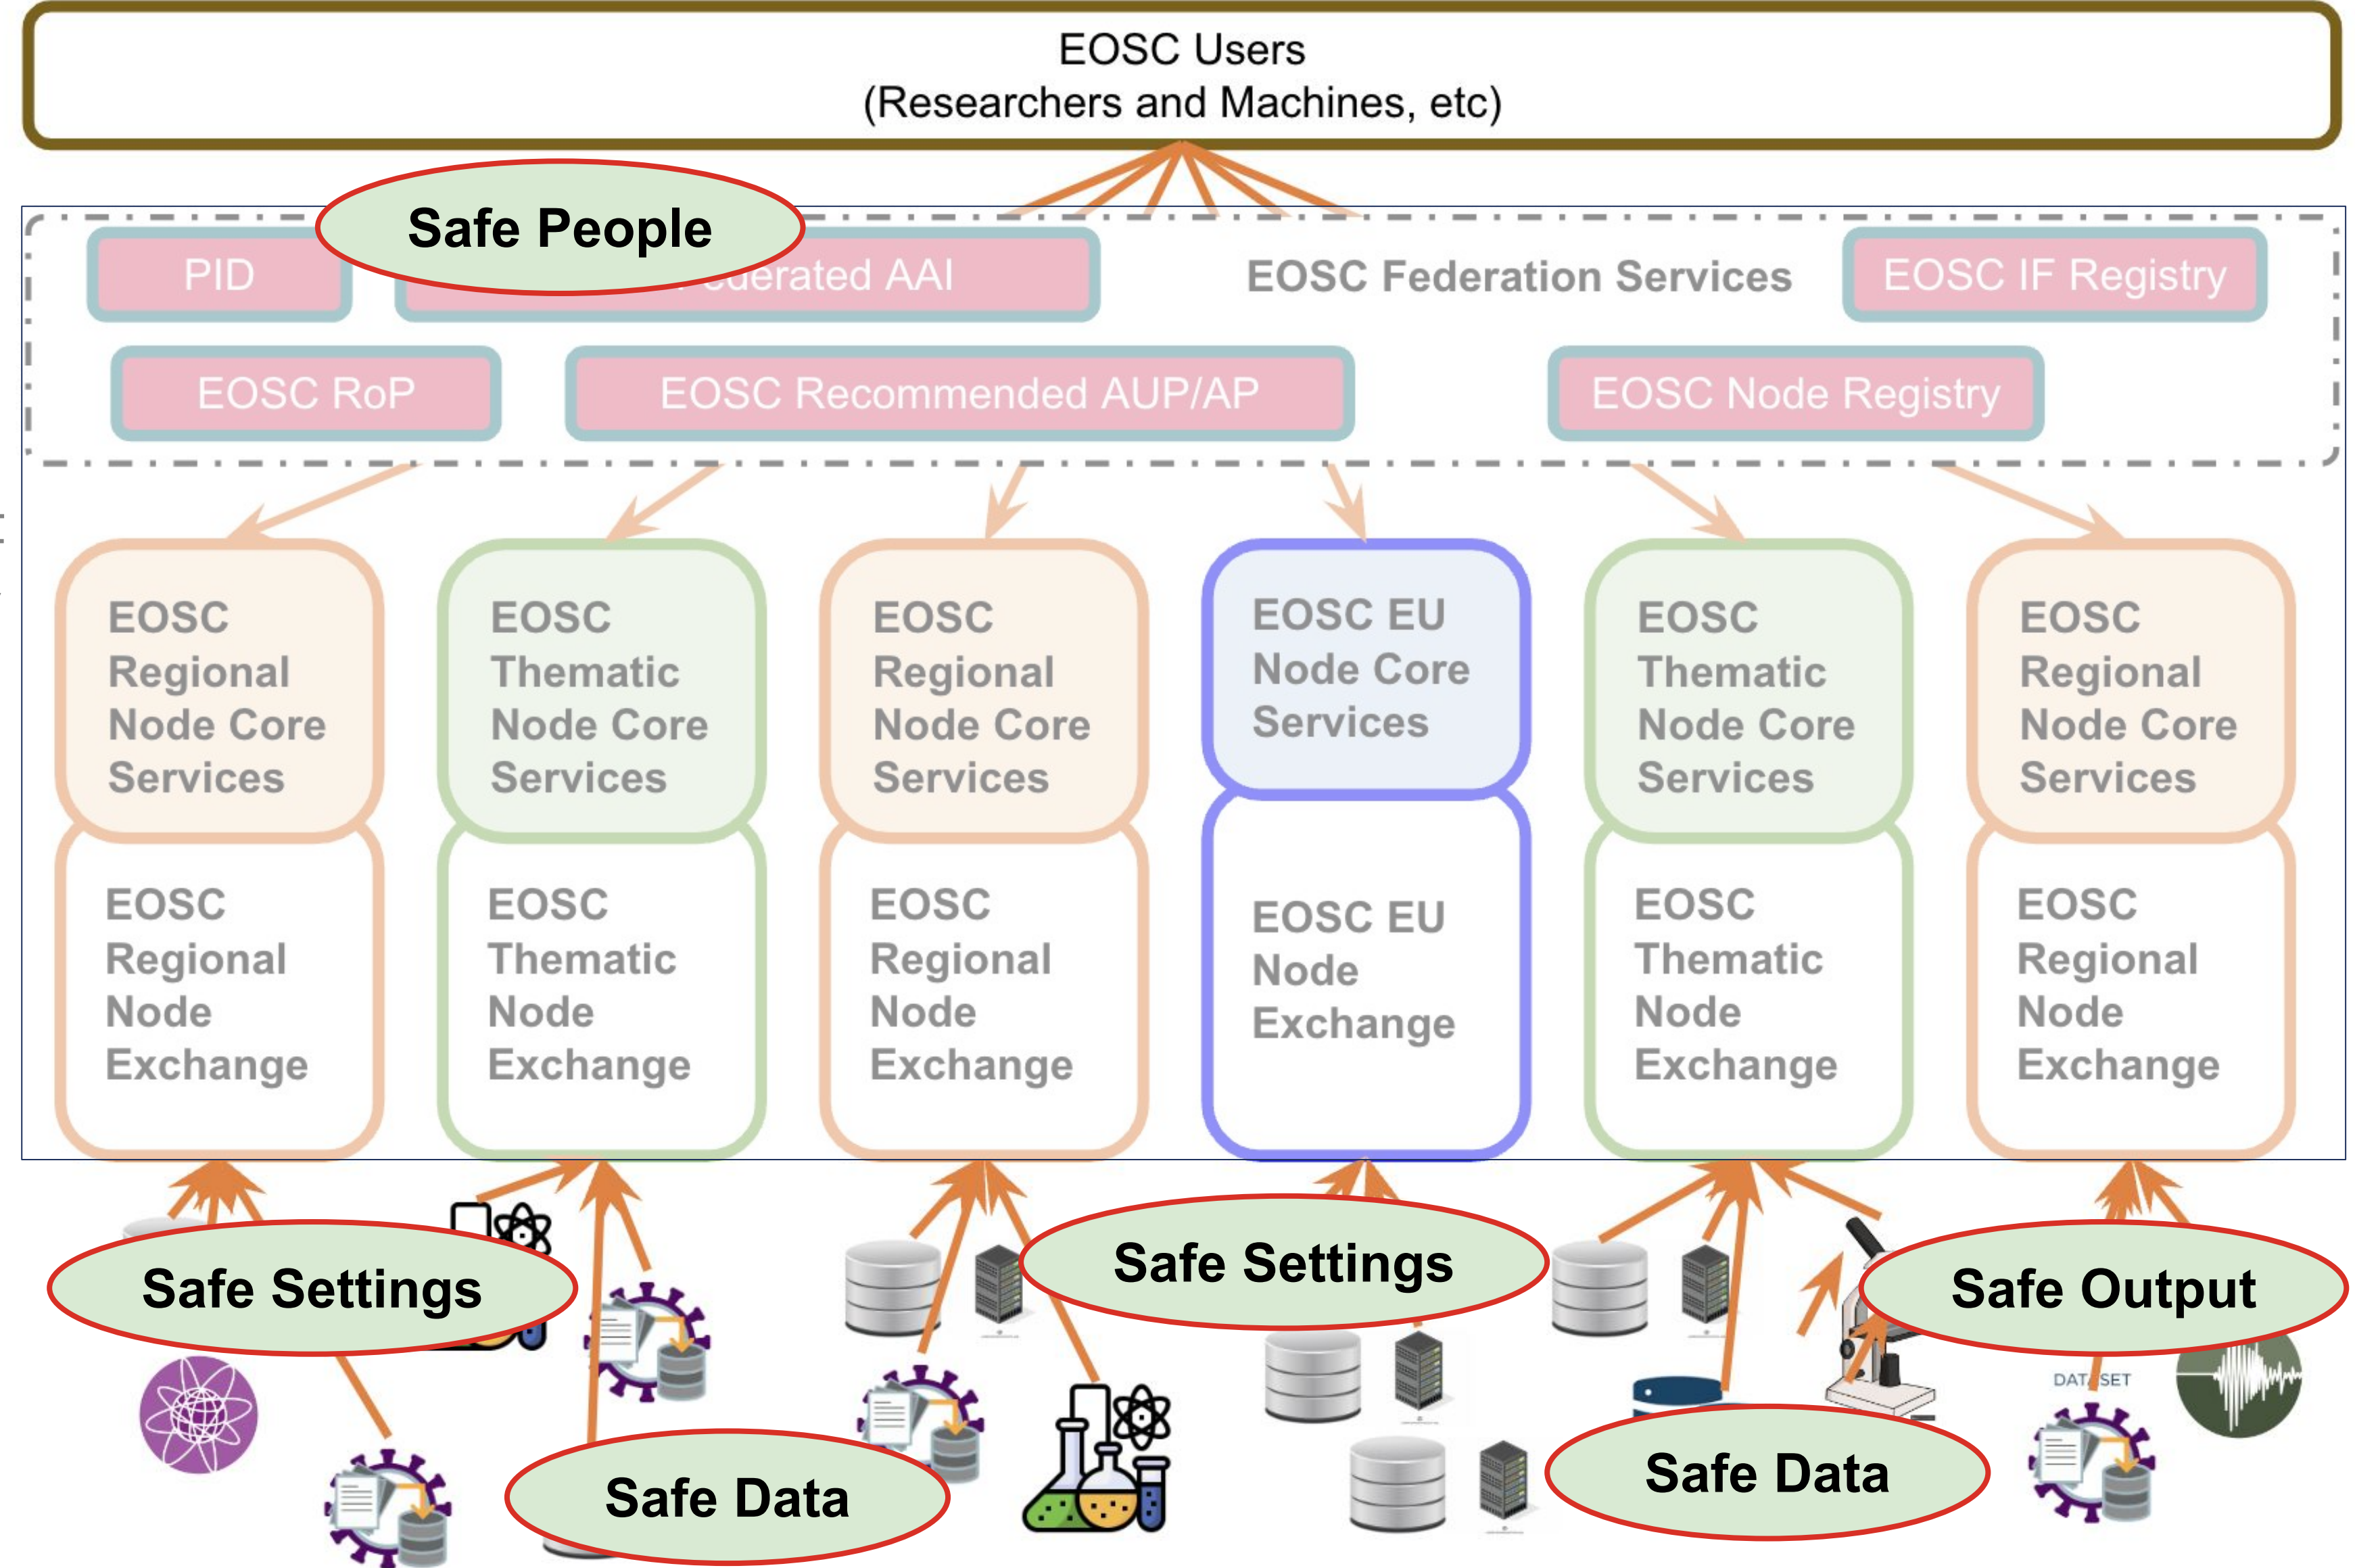 EOSC Users
(Researchers and Machines, etc)
Safe People
PID
Federated AAI
EOSC Federation Services
EOSC IF Registry
EOSC RoP
EOSC Recommended AUP/AP
EOSC Node Registry
EOSC
Regional
Node Core
Services
EOSC
Thematic
Node Core
Services
EOSC
Regional
Node Core
Services
EOSC EU
Node Core
Services
EOSC
Thematic
Node Core
Services
EOSC
Regional
Node Core
Services
EOSC
Regional
Node
Exchange
EOSC
Thematic
Node
Exchange
EOSC
Regional
Node
Exchange
EOSC EU
Node
Exchange
EOSC
Thematic
Node
Exchange
EOSC
Regional
Node
Exchange
Safe Settings
Safe Settings
Safe Output
DATASET
Safe Data
Safe Data